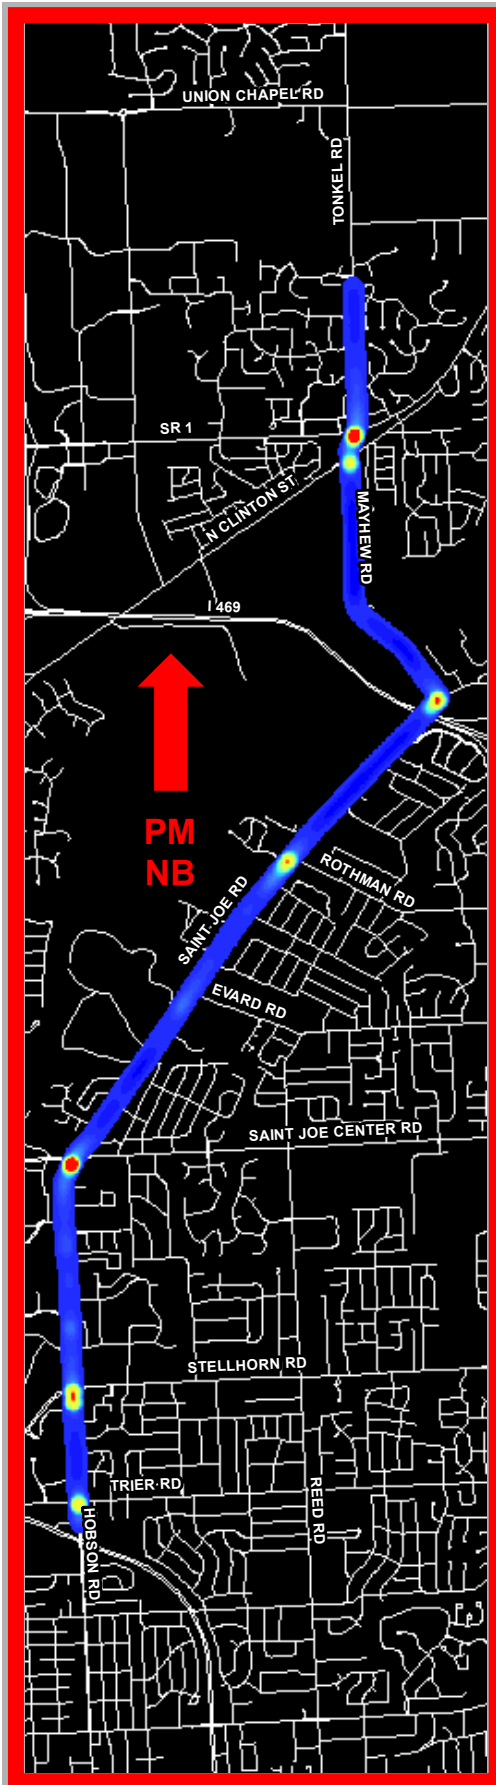 UNION CHAPEL RD
TONKEL RD
SR 1
N CLINTON ST
MAYHEW RD
I 469
PM
NB
ROTHMAN RD
SAINT JOE RD
EVARD RD
SAINT JOE CENTER RD
STELLHORN RD
TRIER RD
REED RD
HOBSON RD